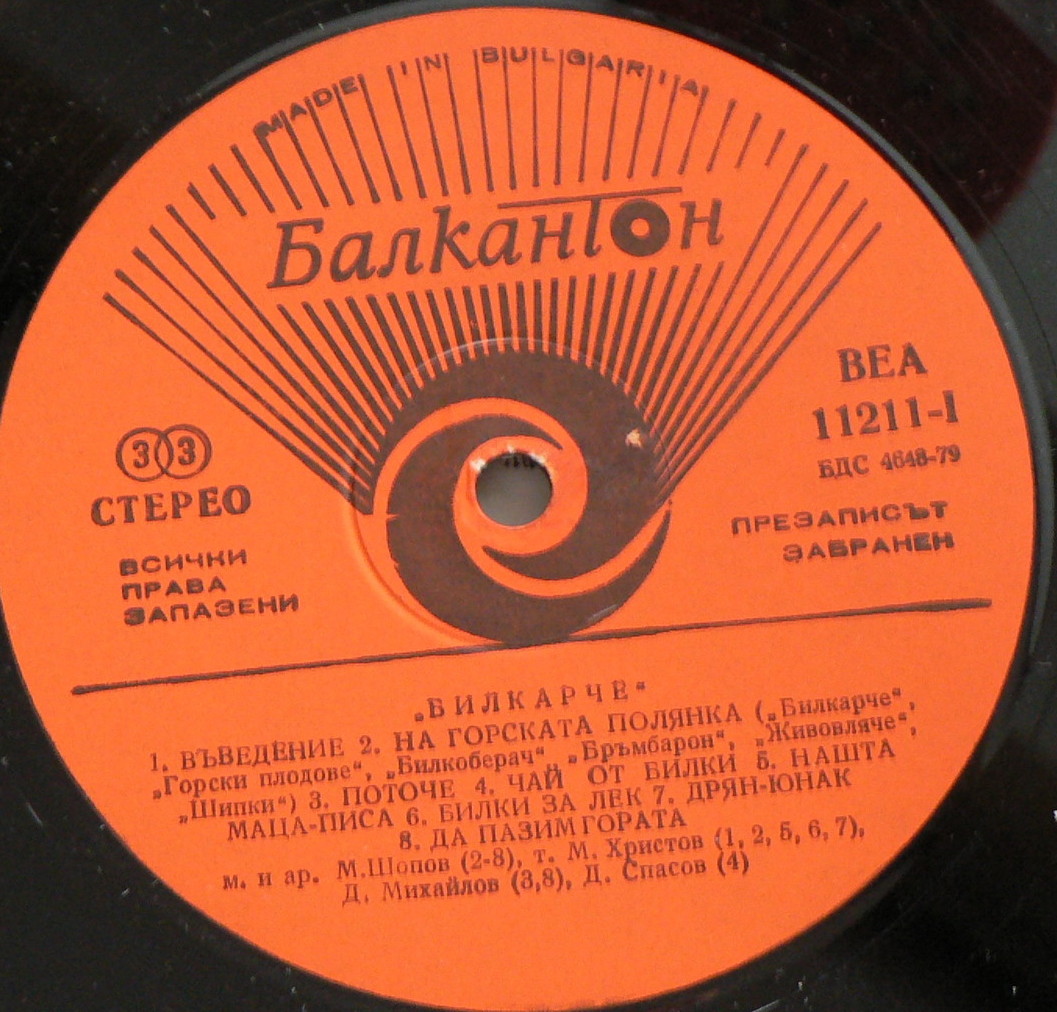 MADE IN BULGARIA
Балкантон
ВЕА
11211-I
БДС 4648-79
33
СТЕРЕО
ВСИЧКИ
ПРАВА
ЗАПАЗЕНИ
ПРЕЗАПИСЪТ
ЗАБРАНЕН
„БИЛКАРЧЕ“
1. ВЪВЕДЕНИЕ 2. НА ГОРСКАТА ПОЛЯНКА („Билкарче“,
„Горски плодове“, „Билкоберач“, „Бръмбарон“, „Живовляче“,
„Шипки“) 3. ПОТОЧЕ 4. ЧАЙ ОТ БИЛКИ 5. НАШТА
МАЦА-ПИСА 6. БИЛКИ ЗА ЛЕК 7. ДРЯН-ЮНАК
8. ДА ПАЗИМ ГОРАТА
м. и ар. М.Шопов (2-8), т. М. Христов (1, 2, 5, 6, 7),
Д. Михайлов (3,8), Д. Спасов (4)